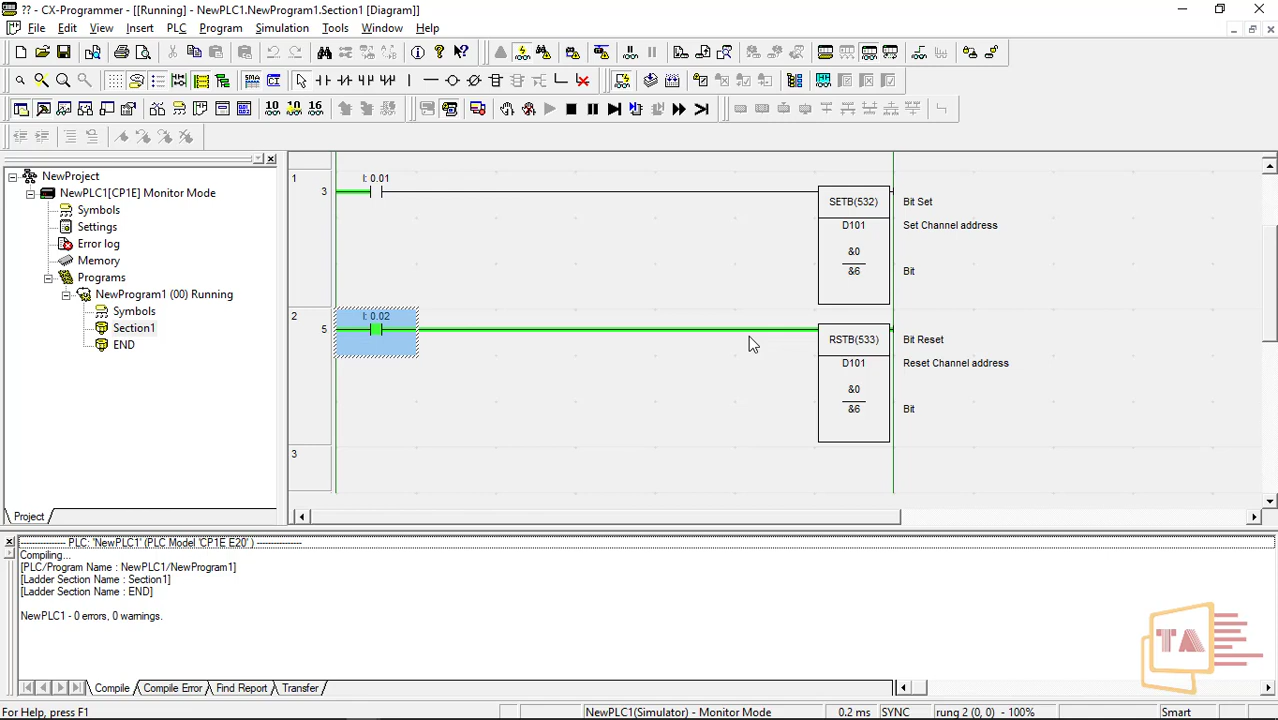 ?? - CX-Programmer - [[Running] - NewPLC1.NewProgram1.Section1 [Diagram]]
File Edit View Insert PLC Program Simulation Tools Window Help
SMA CX
10 10 16
NewProject
NewPLC1[CP1E] Monitor Mode
Symbols
Settings
Error log
Memory
Programs
NewProgram1 (00) Running
Symbols
Section1
END
Project
1
3
I: 0.01
SETB(532)
Bit Set
D101
Set Channel address
&0
&6
Bit
2
5
I: 0.02
RSTB(533)
Bit Reset
D101
Reset Channel address
&0
&6
Bit
3
--------------- PLC: 'NewPLC1' (PLC Model 'CP1E E20' ) ---------------
Compiling...
[PLC/Program Name : NewPLC1/NewProgram1]
[Ladder Section Name : Section1]
[Ladder Section Name : END]
NewPLC1 - 0 errors, 0 warnings.
Compile Compile Error Find Report Transfer
TA
For Help, press F1
NewPLC1(Simulator) - Monitor Mode
0.2 ms
SYNC
rung 2 (0, 0) - 100%
Smart